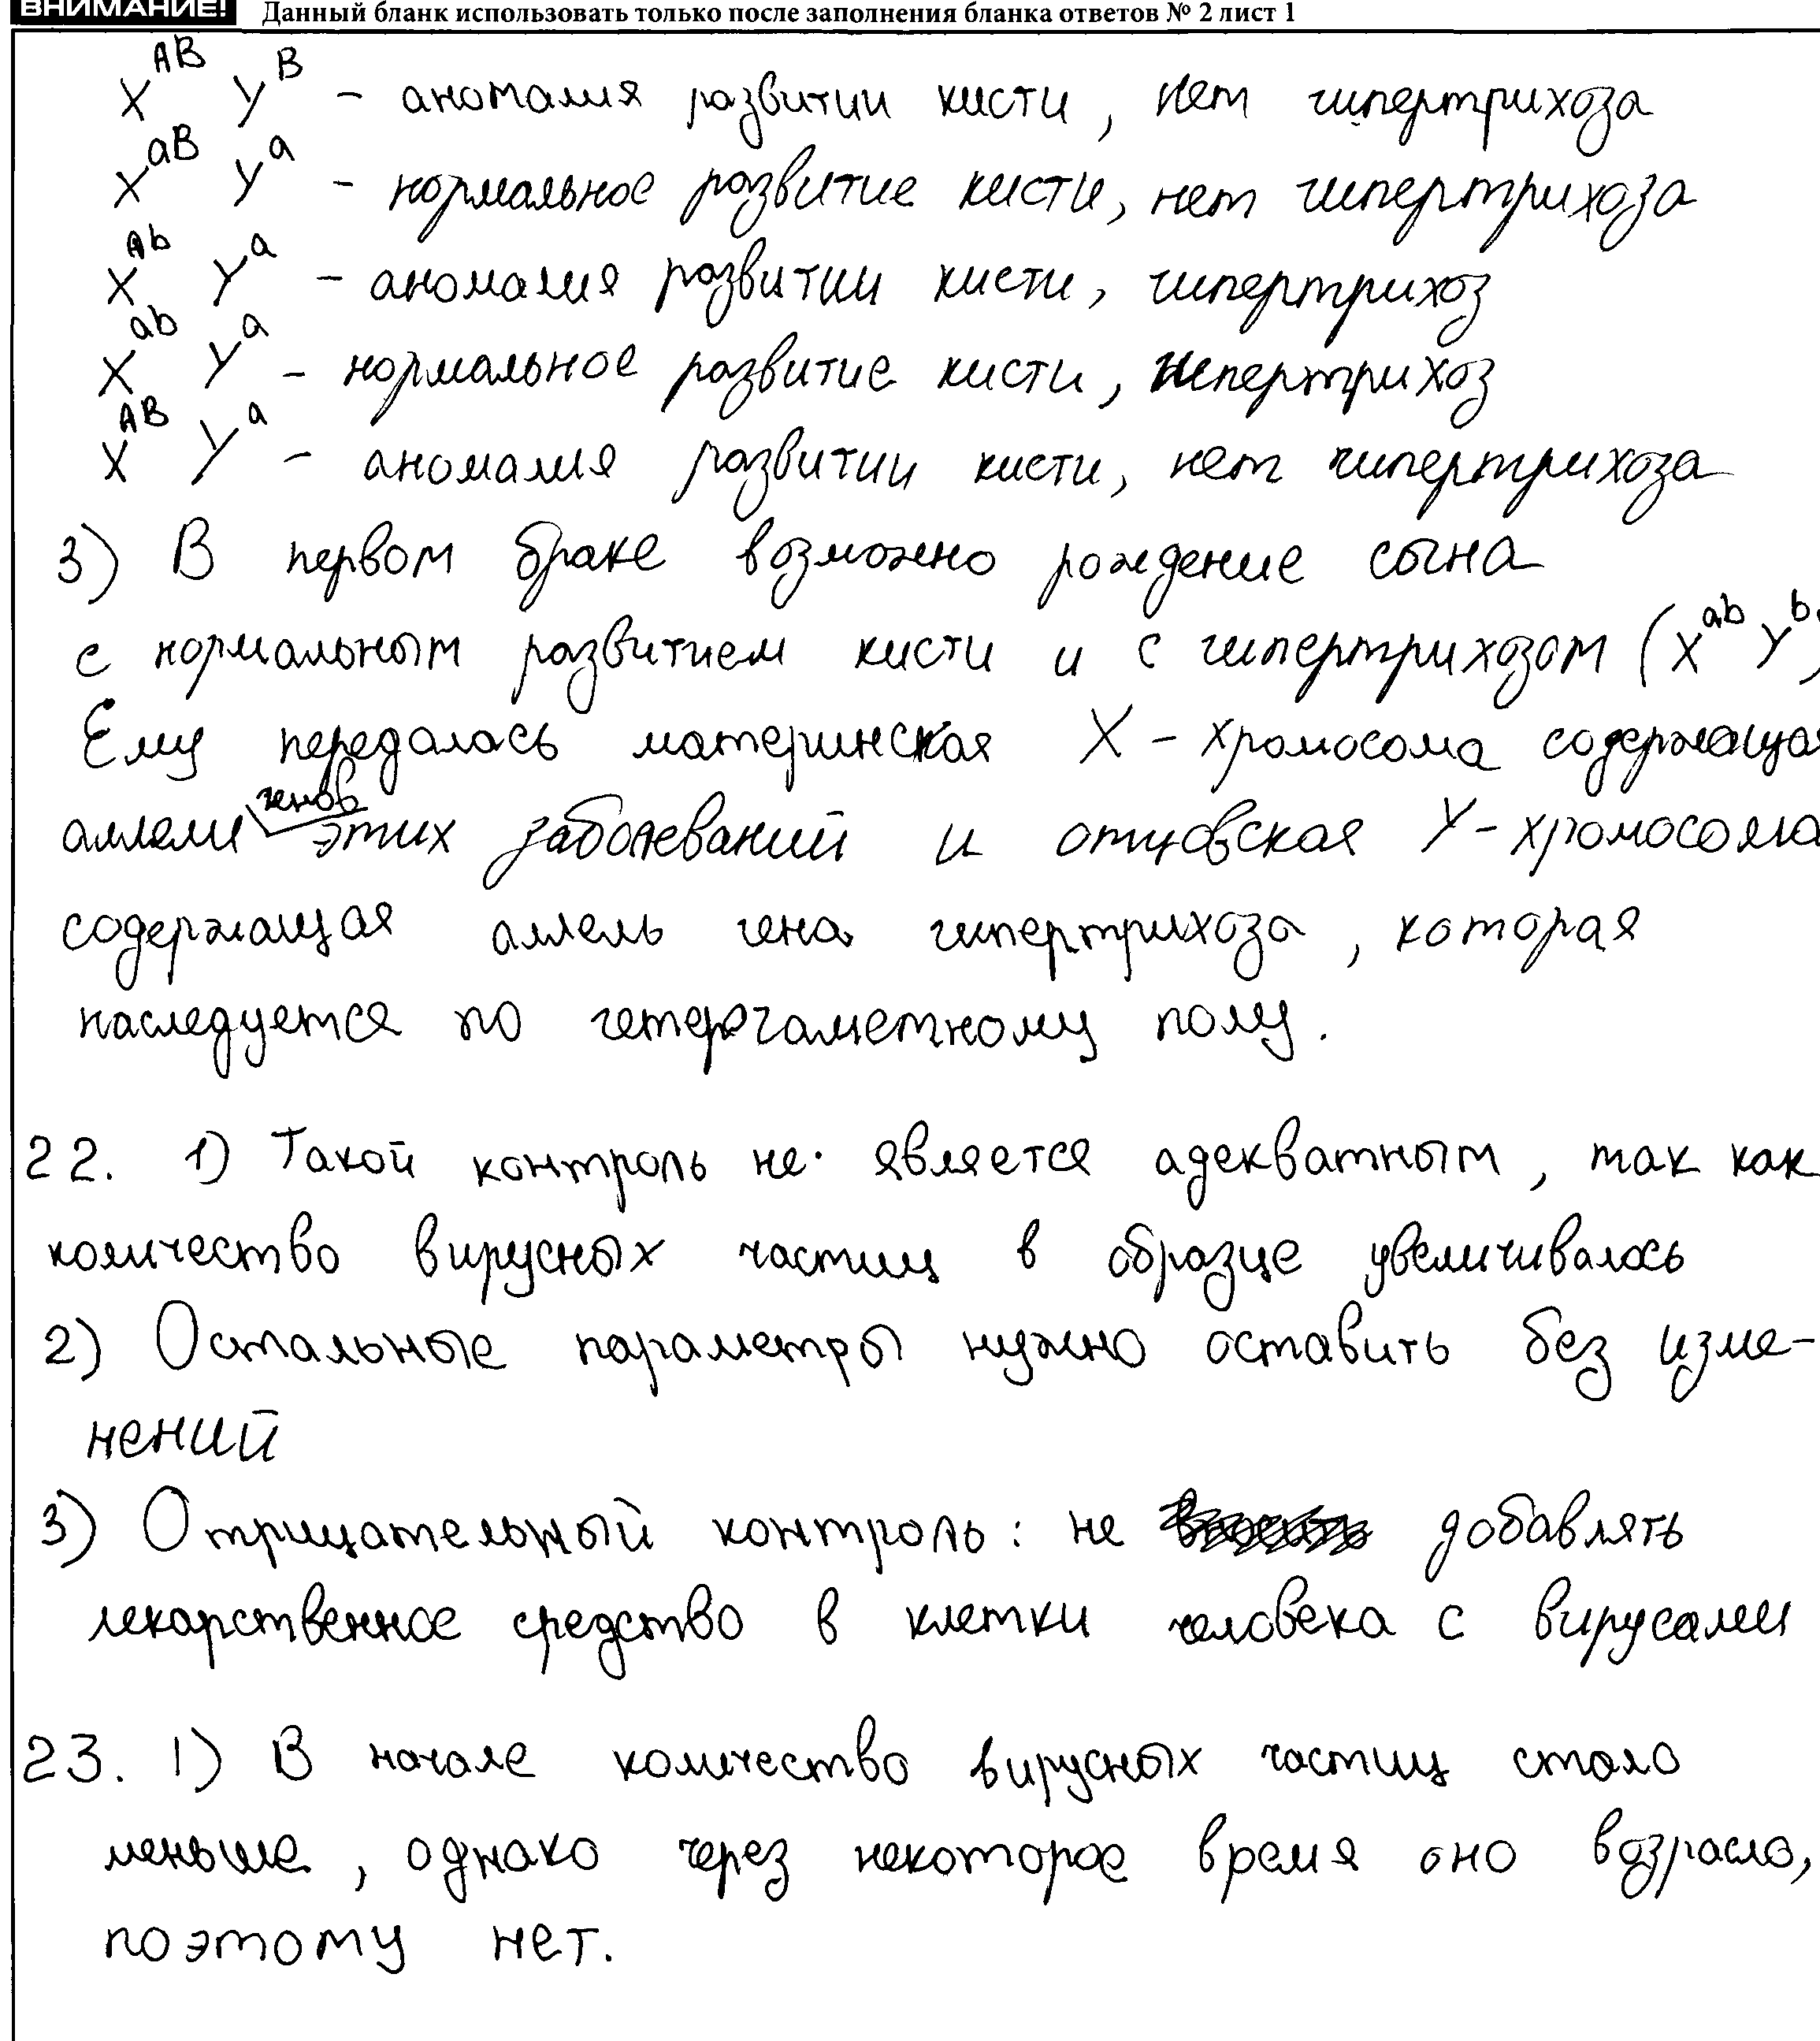 ВНИМАНИЕ! Данный бланк использовать только после заполнения бланка ответов № 2 лист 1
X^AB Y^B – аномалия развитии кисти, нет гипертрихоза
X^aB Y^a – нормальное развитие кисти, нет гипертрихоза
X^Ab Y^a – аномалия развитии кисти, гипертрихоз
X^ab Y^a – нормальное развитие кисти, гипертрихоз
X^AB Y^a – аномалия развитии кисти, нет гипертрихоза
3) В первом браке возможно рождение сына
с нормальным развитием кисти и с гипертрихозом (X^ab Y^b)
Ему передалась материнская X – хромосома содержащая
аллели генов этих заболеваний и отцовская Y – хромосома
содержащая аллель гена гипертрихоза, которая
наследуется по гетерогаметному полу.
22. 1) Такой контроль не является адекватным, так как
количество вирусных частиц в образце увеличивалось
2) Остальные параметры нужно оставить без изме-
нений
3) Отрицательный контроль: не добавлять
лекарственное средство в клетки человека с вирусами
23. 1) В начале количество вирусных частиц стало
меньше, однако через некоторое время оно возрасло,
поэтому нет.